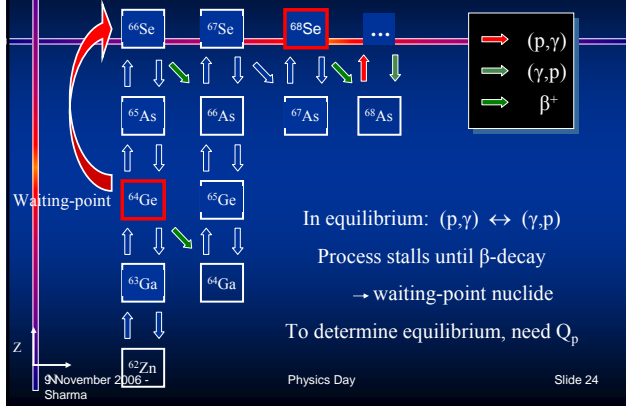 ⁶⁶Se ⁶⁷Se ⁶⁸Se ...
(p,γ)
(γ,p)
β⁺
⁶⁵As ⁶⁶As ⁶⁷As ⁶⁸As
Waiting-point ⁶⁴Ge ⁶⁵Ge
In equilibrium: (p,γ) ↔ (γ,p)
Process stalls until β-decay
→ waiting-point nuclide
To determine equilibrium, need Qₚ
⁶³Ga ⁶⁴Ga
Z
⁶²Zn
N
9 November 2006 -
Sharma
Physics Day
Slide 24